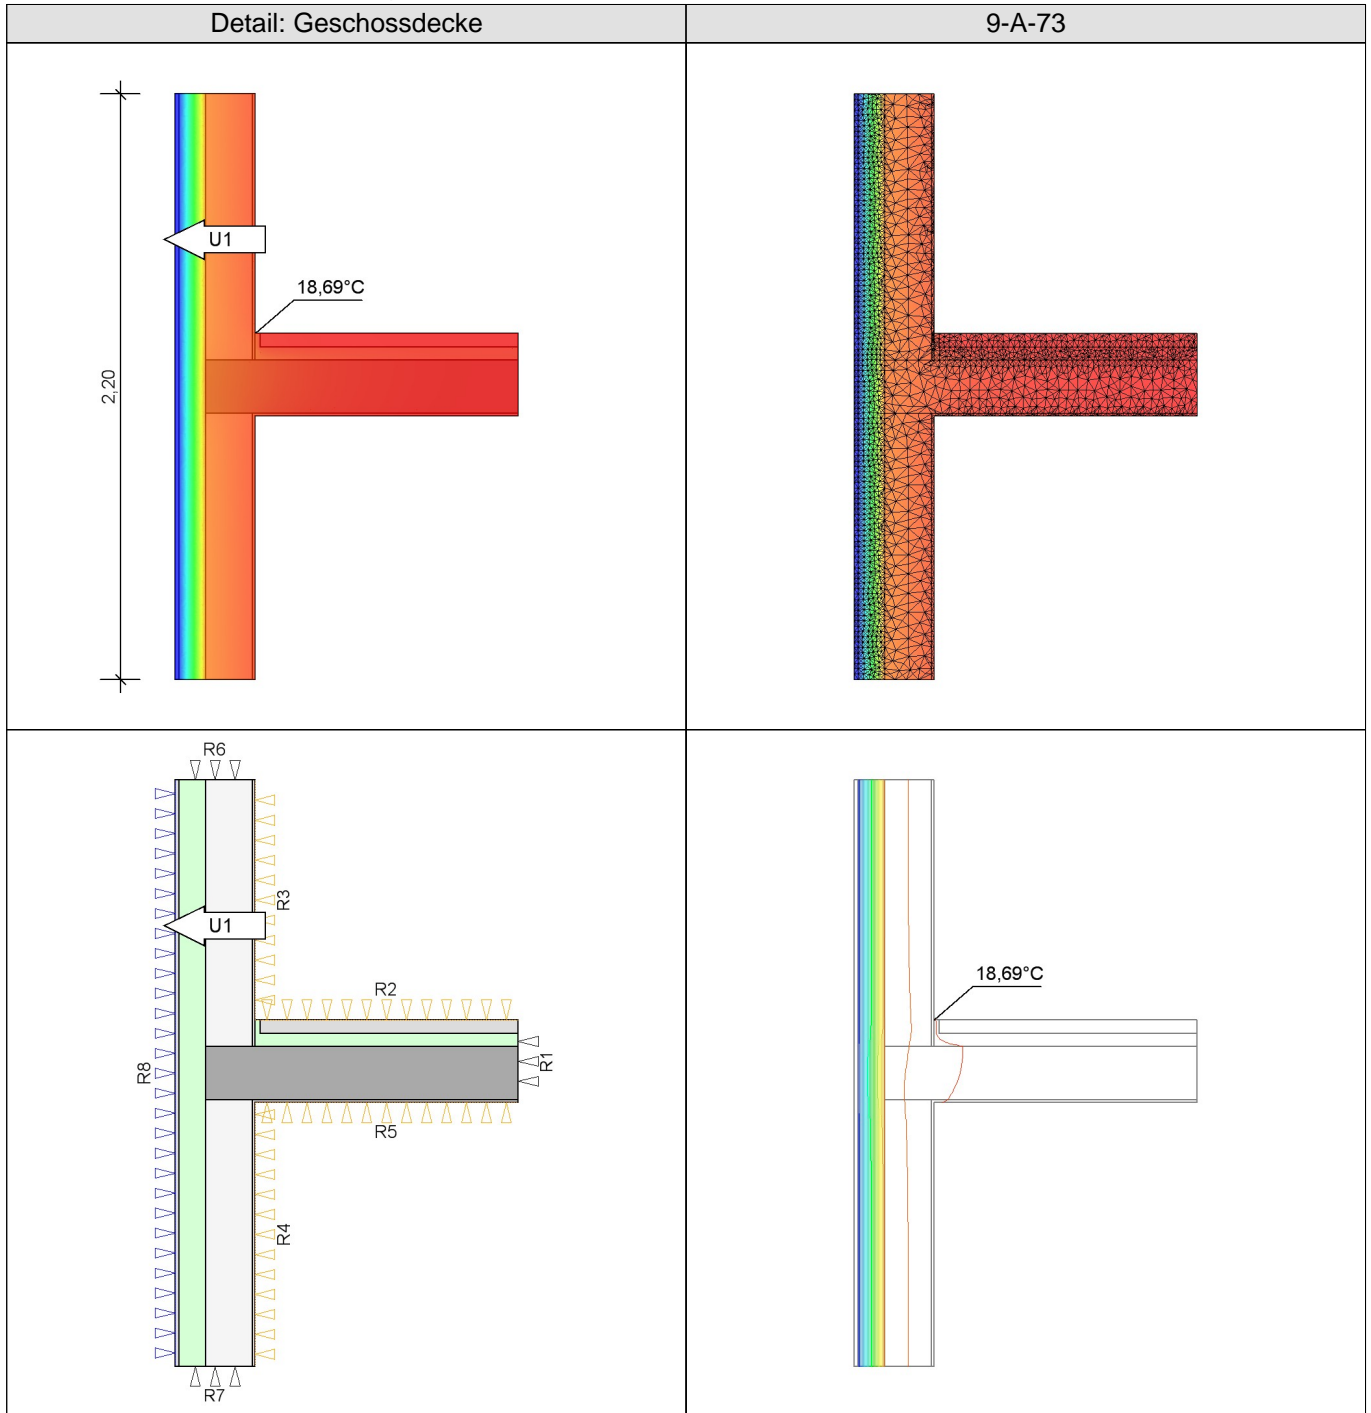 Detail: Geschossdecke
9-A-73
U1
18,69°C
2,20
R6
R3
U1
R2
R1
R8
R5
R4
R7
18,69°C